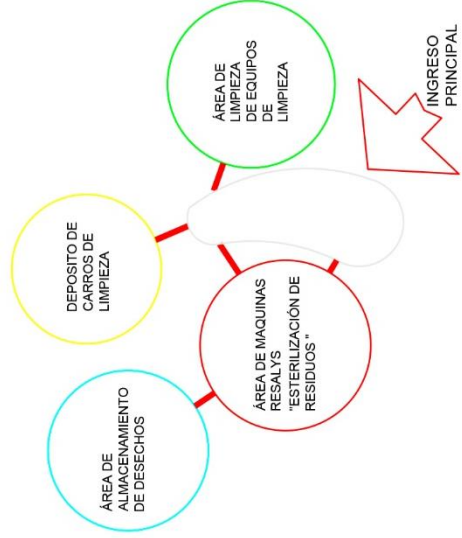 ÁREA DE
LIMPIEZA
DE EQUIPOS
DE
LIMPIEZA
DEPOSITO DE
CARROS DE
LIMPIEZA
ÁREA DE
ALMACENAMIENTO
DE DESECHOS
ÁREA DE MAQUINAS
RESALYS
"ESTERILIZACIÓN DE
RESIDUOS "
INGRESO
PRINCIPAL